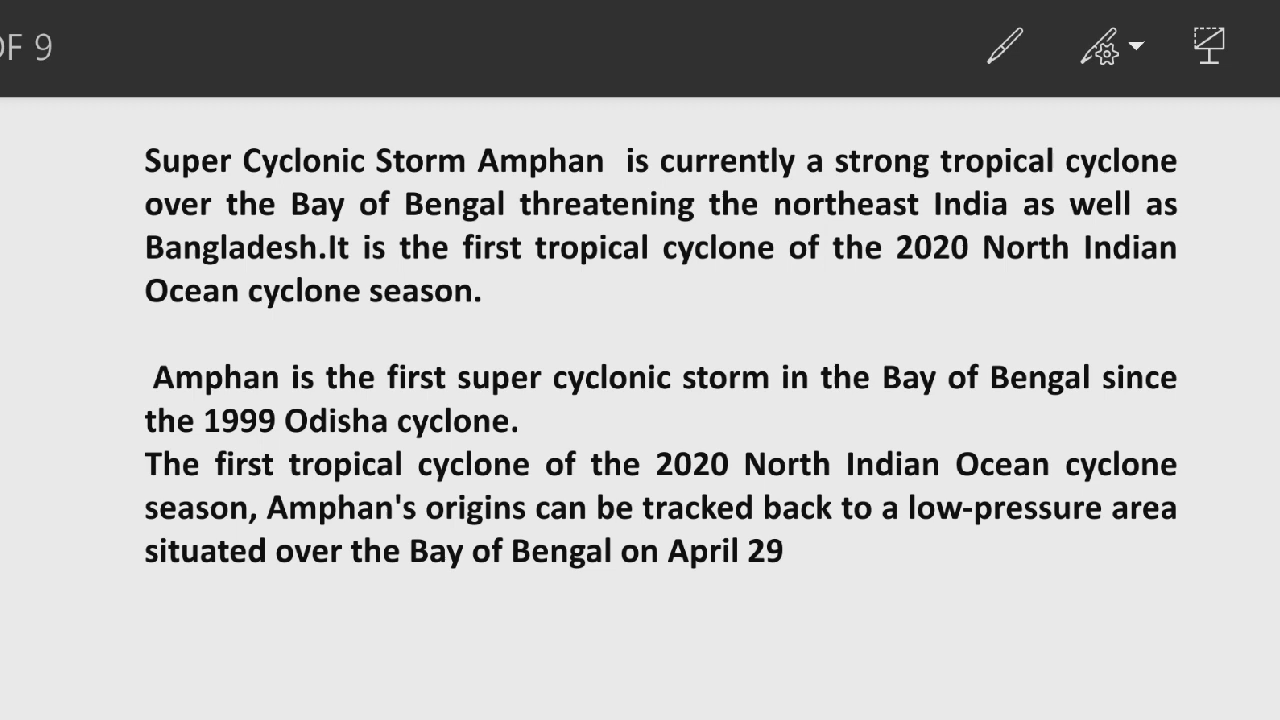 OF 9
Super Cyclonic Storm Amphan  is currently a strong tropical cyclone
over the Bay of Bengal threatening the northeast India as well as
Bangladesh.It is the first tropical cyclone of the 2020 North Indian
Ocean cyclone season.
Amphan is the first super cyclonic storm in the Bay of Bengal since
the 1999 Odisha cyclone.
The first tropical cyclone of the 2020 North Indian Ocean cyclone
season, Amphan's origins can be tracked back to a low-pressure area
situated over the Bay of Bengal on April 29